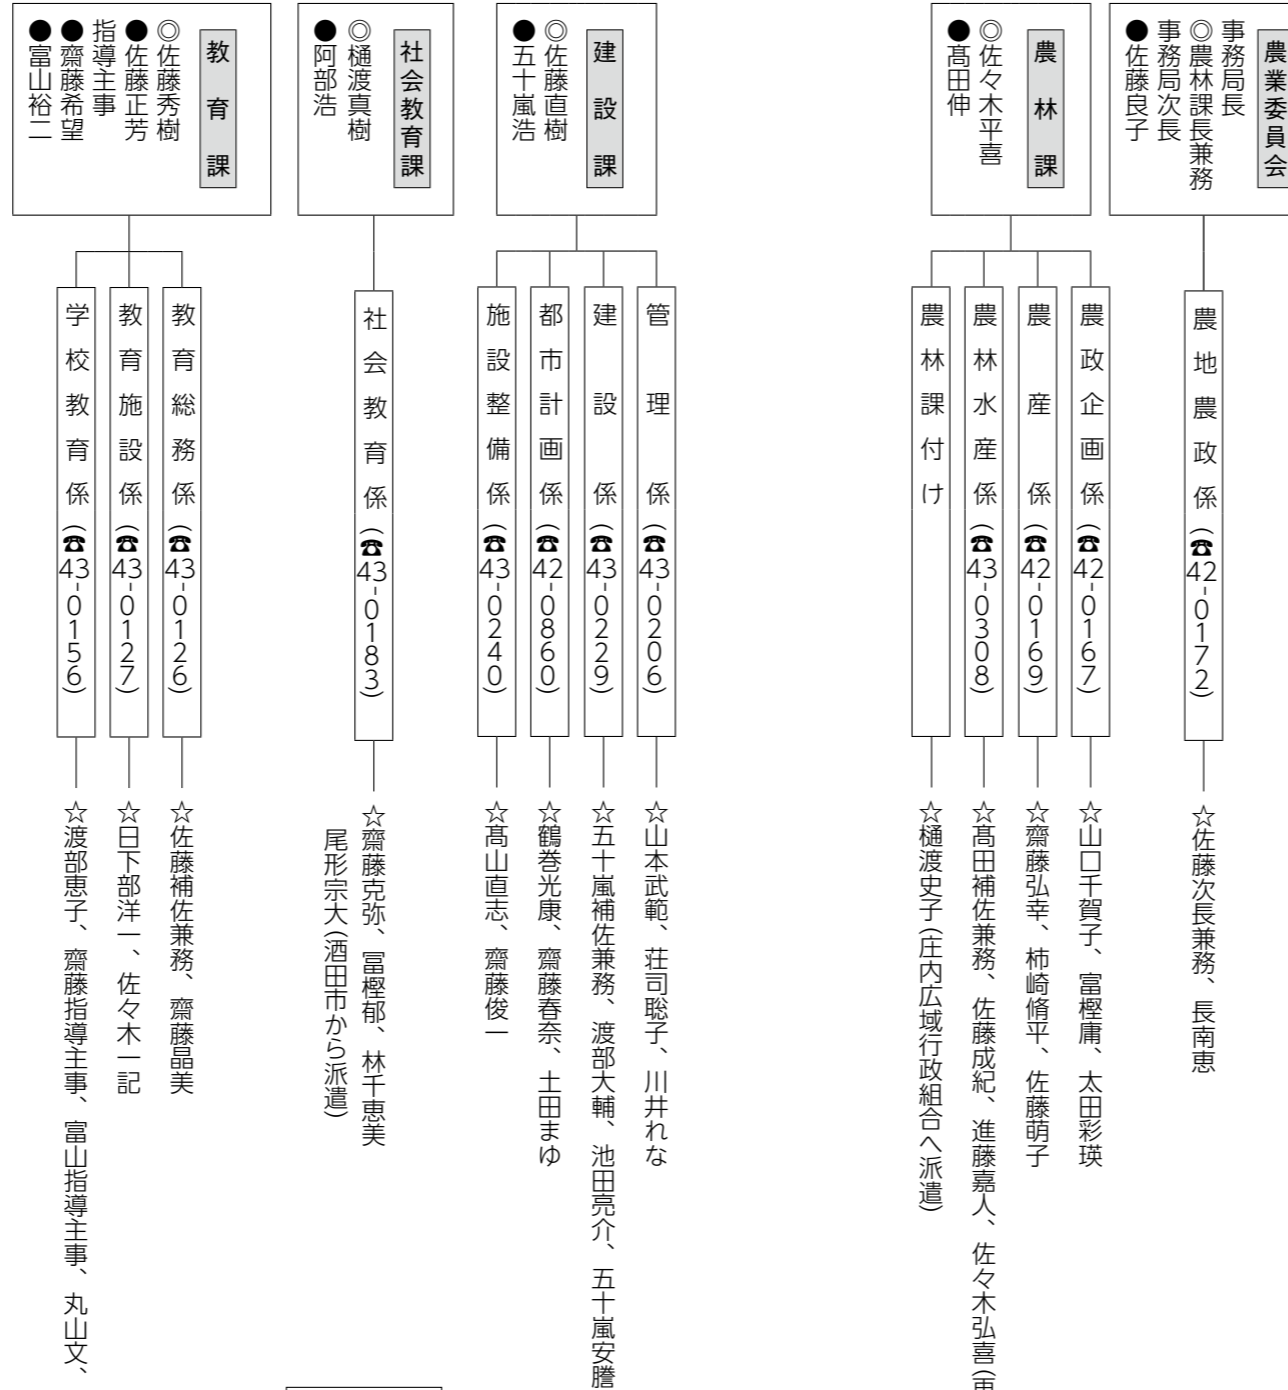 農業委員会
事務局長
◎農林課長兼務
事務局次長
●佐藤良子
農地農政係(☎42-0172)
☆佐藤次長兼務、長南恵
農林課
◎佐々木平喜
●髙田伸
農政企画係(☎42-0167)
☆山口千賀子、富樫庸、太田彩瑛
農産係(☎42-0169)
☆齋藤弘幸、柿崎脩平、佐藤萌子
農林水産係(☎43-0308)
☆髙田補佐兼務、佐藤成紀、進藤嘉人、佐々木弘喜(再
農林課付け
☆樋渡史子(庄内広域行政組合へ派遣)
建設課
◎佐藤直樹
●五十嵐浩
管理係(☎43-0206)
☆山本武範、荘司聡子、川井れな
建設係(☎43-0229)
☆五十嵐補佐兼務、渡部大輔、池田亮介、五十嵐安謄
都市計画係(☎42-0860)
☆鶴巻光康、齋藤春奈、土田まゆ
施設整備係(☎43-0240)
☆髙山直志、齋藤俊一
社会教育課
◎樋渡真樹
●阿部浩
社会教育係(☎43-0183)
☆齋藤克弥、冨樫郁、林千恵美
尾形宗大(酒田市から派遣)
教育課
◎佐藤秀樹
●佐藤正芳
指導主事
●齋藤希望
●富山裕二
教育総務係(☎43-0126)
☆佐藤補佐兼務、齋藤晶美
教育施設係(☎43-0127)
☆日下部洋一、佐々木一記
学校教育係(☎43-0156)
☆渡部恵子、齋藤指導主事、富山指導主事、丸山文、